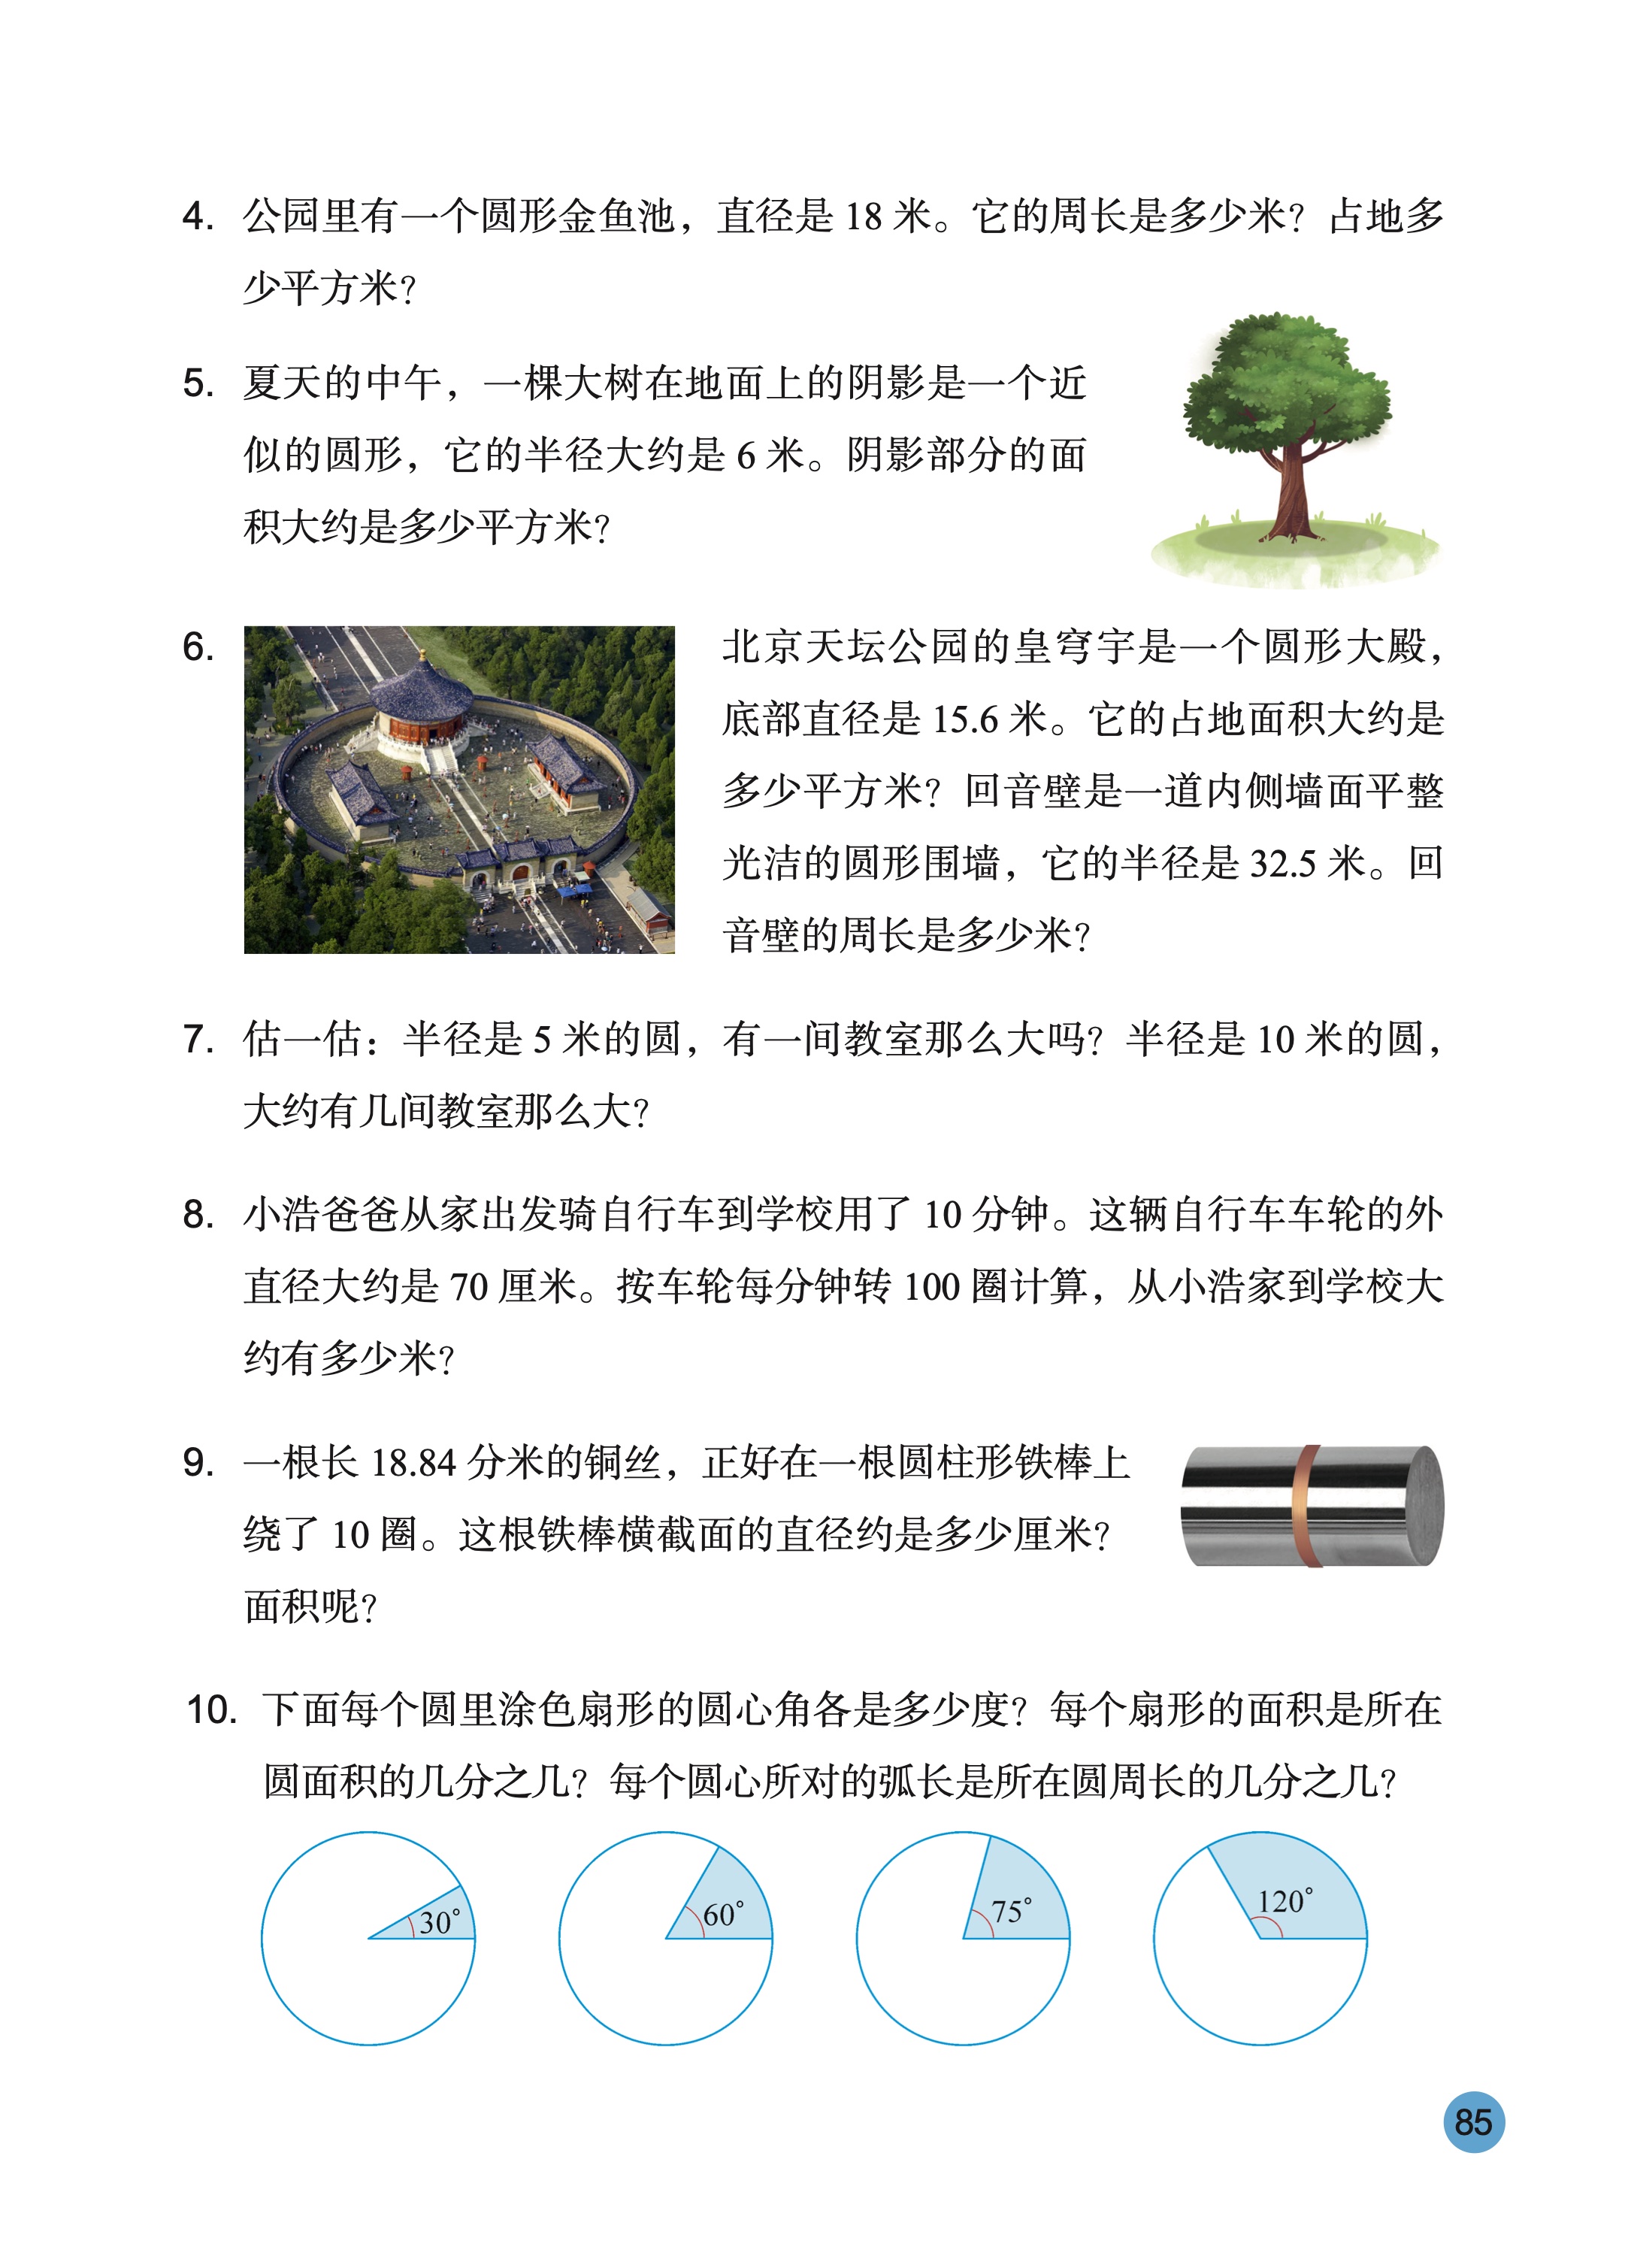 4. 公园里有一个圆形金鱼池，直径是 18 米。它的周长是多少米？占地多
少平方米？
5. 夏天的中午，一棵大树在地面上的阴影是一个近
似的圆形，它的半径大约是 6 米。阴影部分的面
积大约是多少平方米？
6. 北京天坛公园的皇穹宇是一个圆形大殿，
底部直径是 15.6 米。它的占地面积大约是
多少平方米？回音壁是一道内侧墙面平整
光洁的圆形围墙，它的半径是 32.5 米。回
音壁的周长是多少米？
7. 估一估：半径是 5 米的圆，有一间教室那么大吗？半径是 10 米的圆，
大约有几间教室那么大？
8. 小浩爸爸从家出发骑自行车到学校用了 10 分钟。这辆自行车车轮的外
直径大约是 70 厘米。按车轮每分钟转 100 圈计算，从小浩家到学校大
约有多少米？
9. 一根长 18.84 分米的铜丝，正好在一根圆柱形铁棒上
绕了 10 圈。这根铁棒横截面的直径约是多少厘米？
面积呢？
10. 下面每个圆里涂色扇形的圆心角各是多少度？每个扇形的面积是所在
圆面积的几分之几？每个圆心所对的弧长是所在圆周长的几分之几？
30° 60° 75° 120°
85